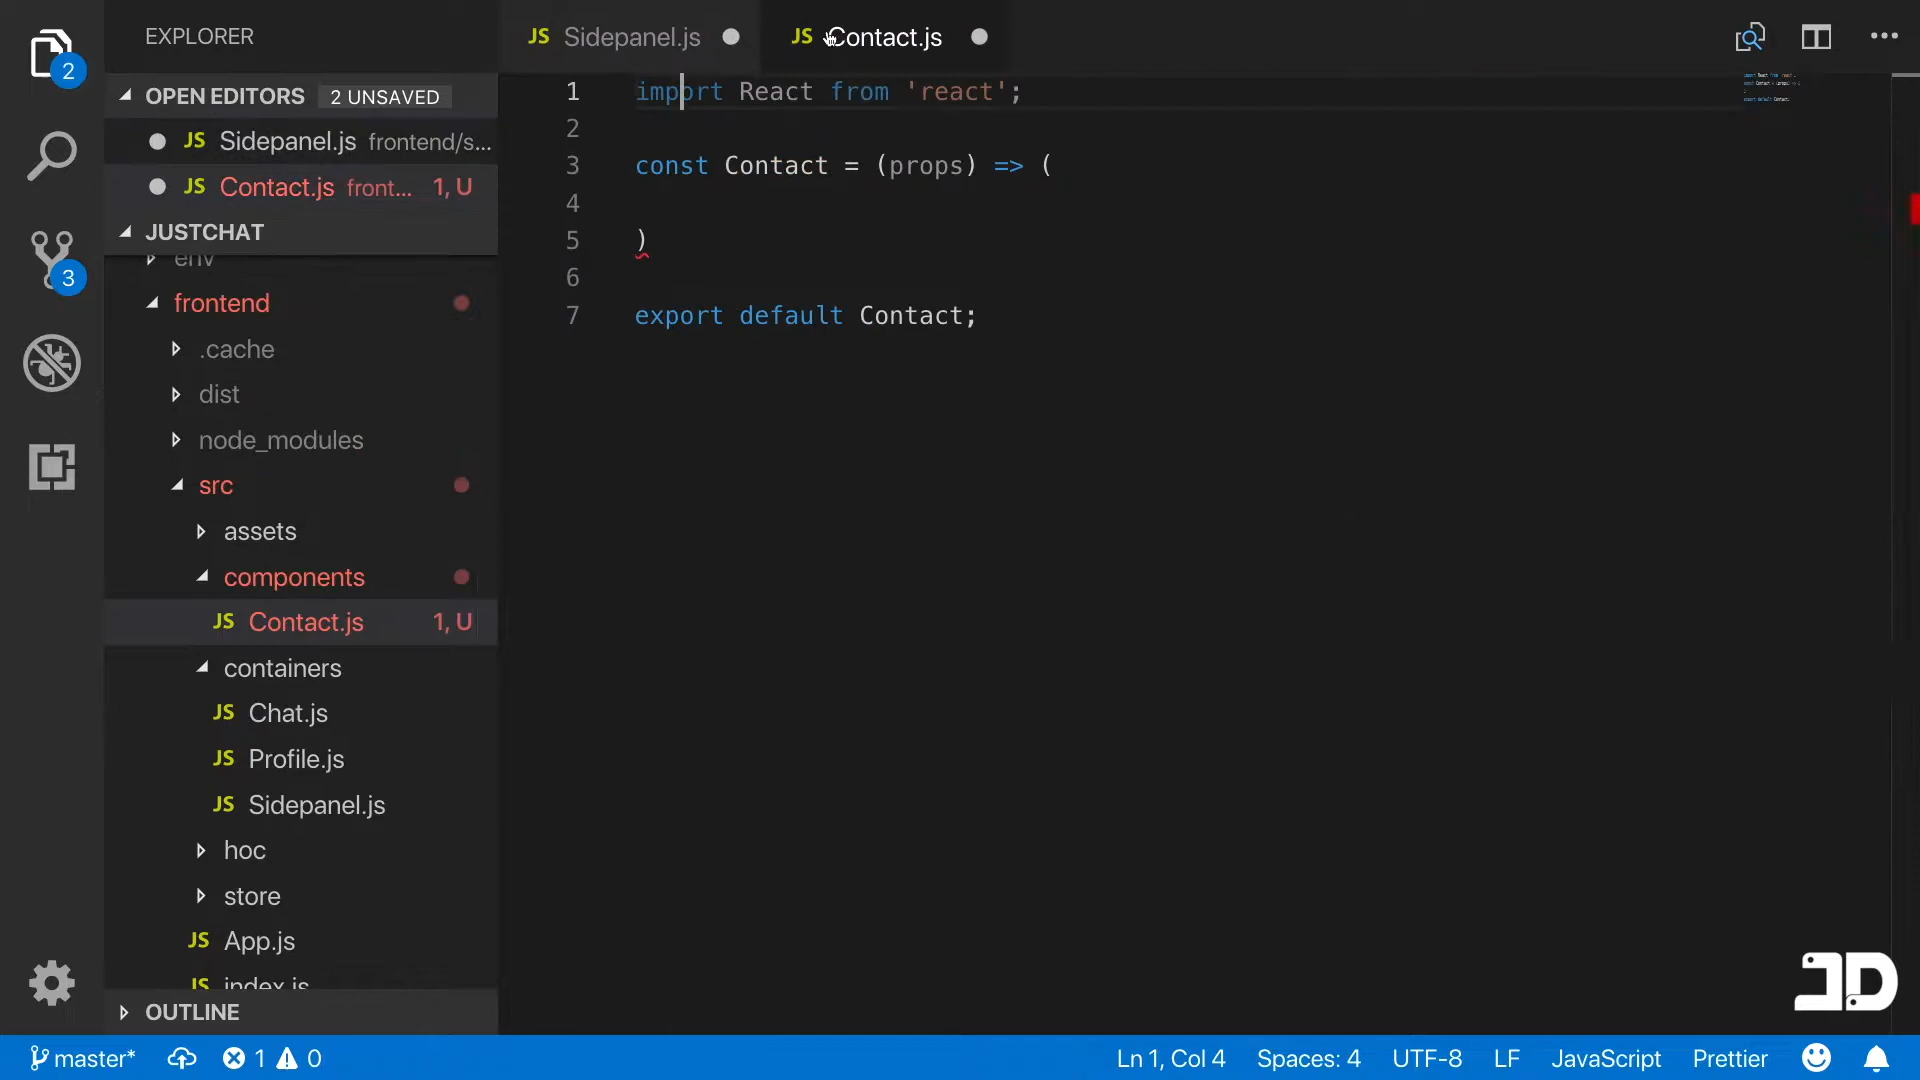 EXPLORER
JS Sidepanel.js
JS Contact.js
2
OPEN EDITORS 2 UNSAVED
JS Sidepanel.js frontend/s...
JS Contact.js front... 1, U
JUSTCHAT
env
frontend
.cache
dist
node_modules
src
assets
components
JS Contact.js 1, U
containers
JS Chat.js
JS Profile.js
JS Sidepanel.js
hoc
store
JS App.js
JS index.js
OUTLINE
3
1 import React from 'react';
2
3 const Contact = (props) => (
4
5 )
6
7 export default Contact;
JD
master* 1 0 Ln 1, Col 4 Spaces: 4 UTF-8 LF JavaScript Prettier